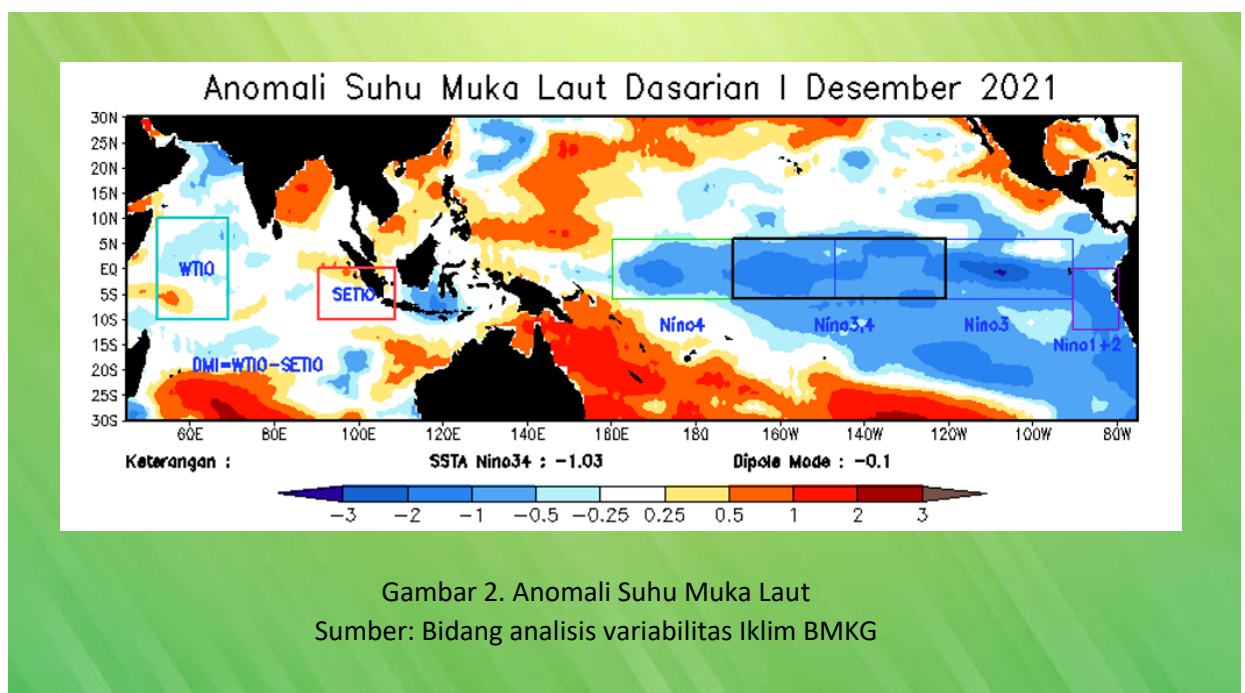 Anomali Suhu Muka Laut Dasarian I Desember 2021
30N
25N
20N
15N
10N
5N
EQ
5S
10S
15S
20S
25S
30S
WTIO
SETIO
DMI=WTIO-SETIO
Nino4
Nino3,4
Nino3
Nino1+2
60E 80E 100E 120E 140E 160E 180 160W 140W 120W 100W 80W
Keterangan : SSTA Nino34 : -1.03 Dipole Mode : -0.1
-3 -2 -1 -0.5 -0.25 0.25 0.5 1 2 3
Gambar 2. Anomali Suhu Muka Laut
Sumber: Bidang analisis variabilitas Iklim BMKG